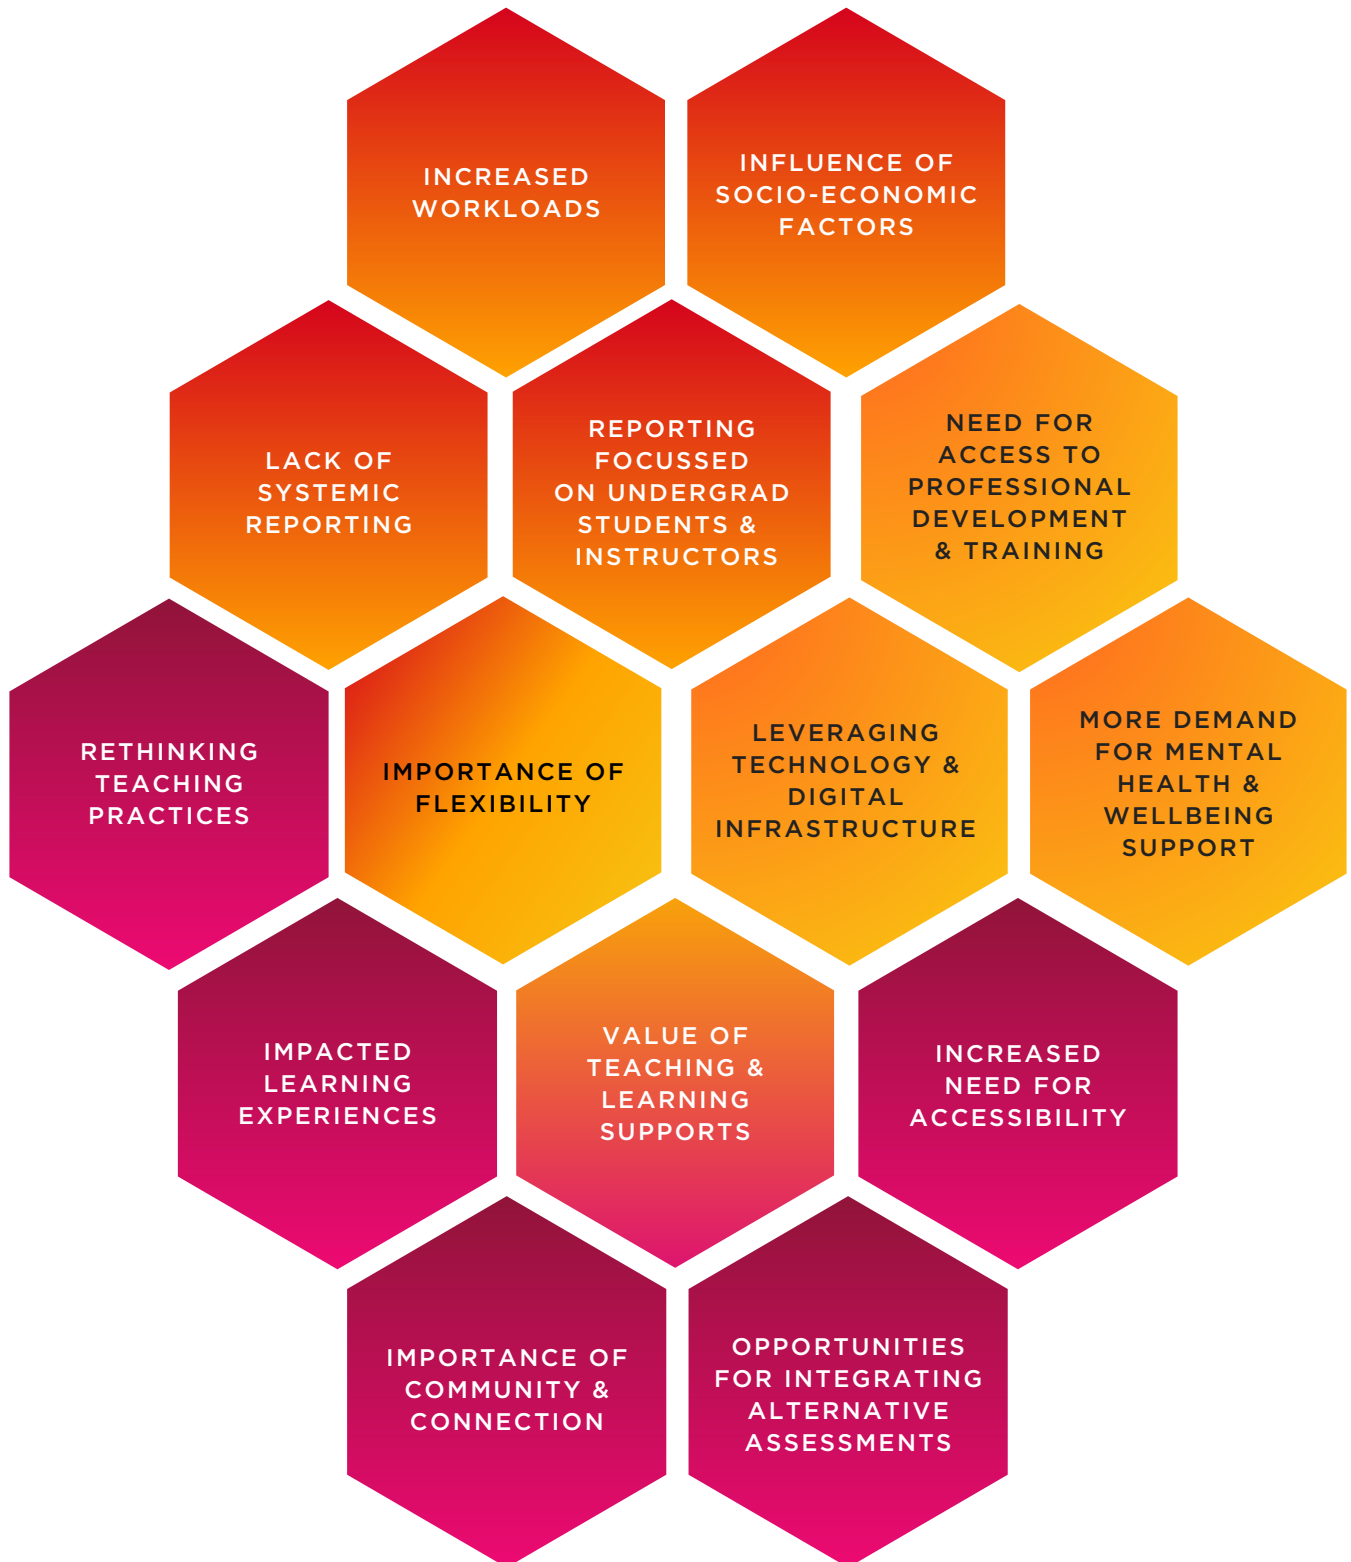 INCREASED
WORKLOADS
INFLUENCE OF
SOCIO-ECONOMIC
FACTORS
LACK OF
SYSTEMIC
REPORTING
REPORTING
FOCUSSED
ON UNDERGRAD
STUDENTS &
INSTRUCTORS
NEED FOR
ACCESS TO
PROFESSIONAL
DEVELOPMENT
& TRAINING
RETHINKING
TEACHING
PRACTICES
IMPORTANCE OF
FLEXIBILITY
LEVERAGING
TECHNOLOGY &
DIGITAL
INFRASTRUCTURE
MORE DEMAND
FOR MENTAL
HEALTH &
WELLBEING
SUPPORT
IMPACTED
LEARNING
EXPERIENCES
VALUE OF
TEACHING &
LEARNING
SUPPORTS
INCREASED
NEED FOR
ACCESSIBILITY
IMPORTANCE OF
COMMUNITY &
CONNECTION
OPPORTUNITIES
FOR INTEGRATING
ALTERNATIVE
ASSESSMENTS